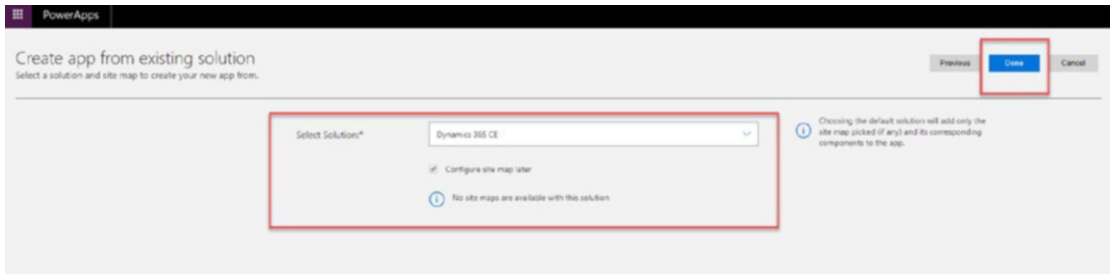 PowerApps
Create app from existing solution
Select a solution and site map to create your new app from.
Previous
Done
Cancel
Select Solution:*
Dynamics 365 CE
Configure site map later
No site maps are available with this solution
Choosing the default solution will add only the
site map picked (if any) and its corresponding
components to the app.